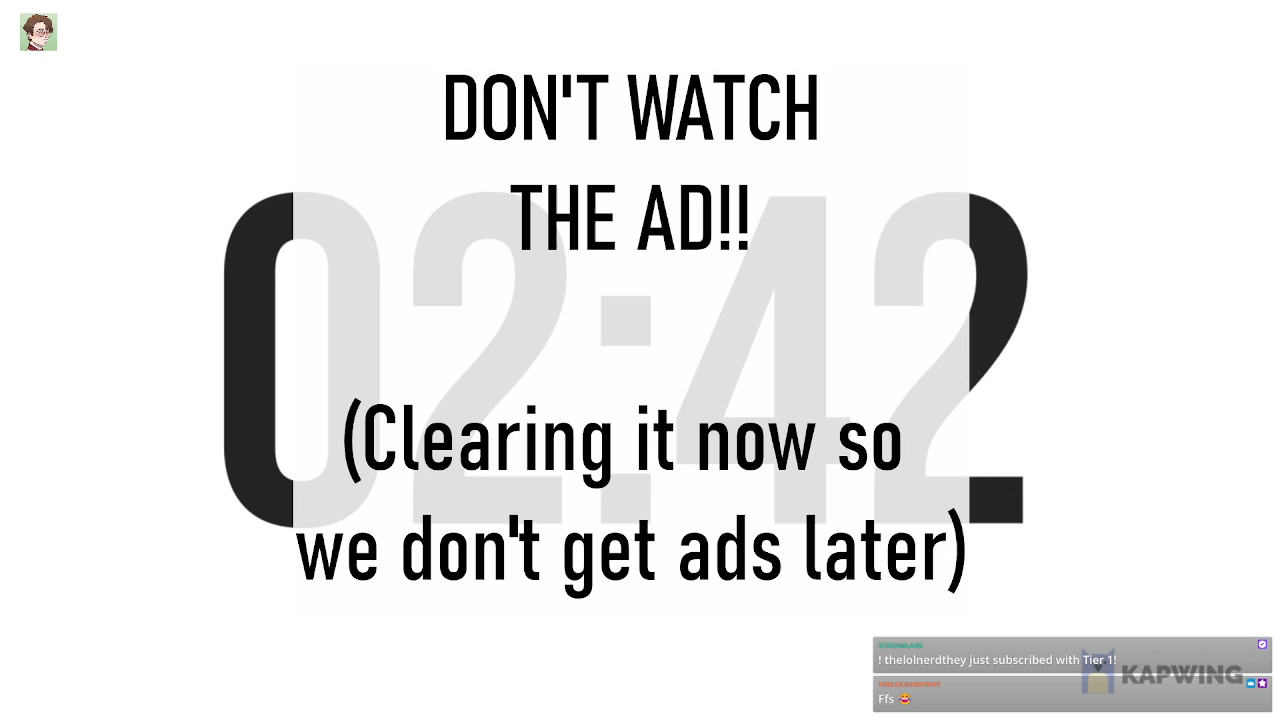 DON'T WATCH
THE AD!!
02:42
(Clearing it now so
we don't get ads later)
! thelolnerdthey just subscribed with Tier 1!
KAPWING
Ffs